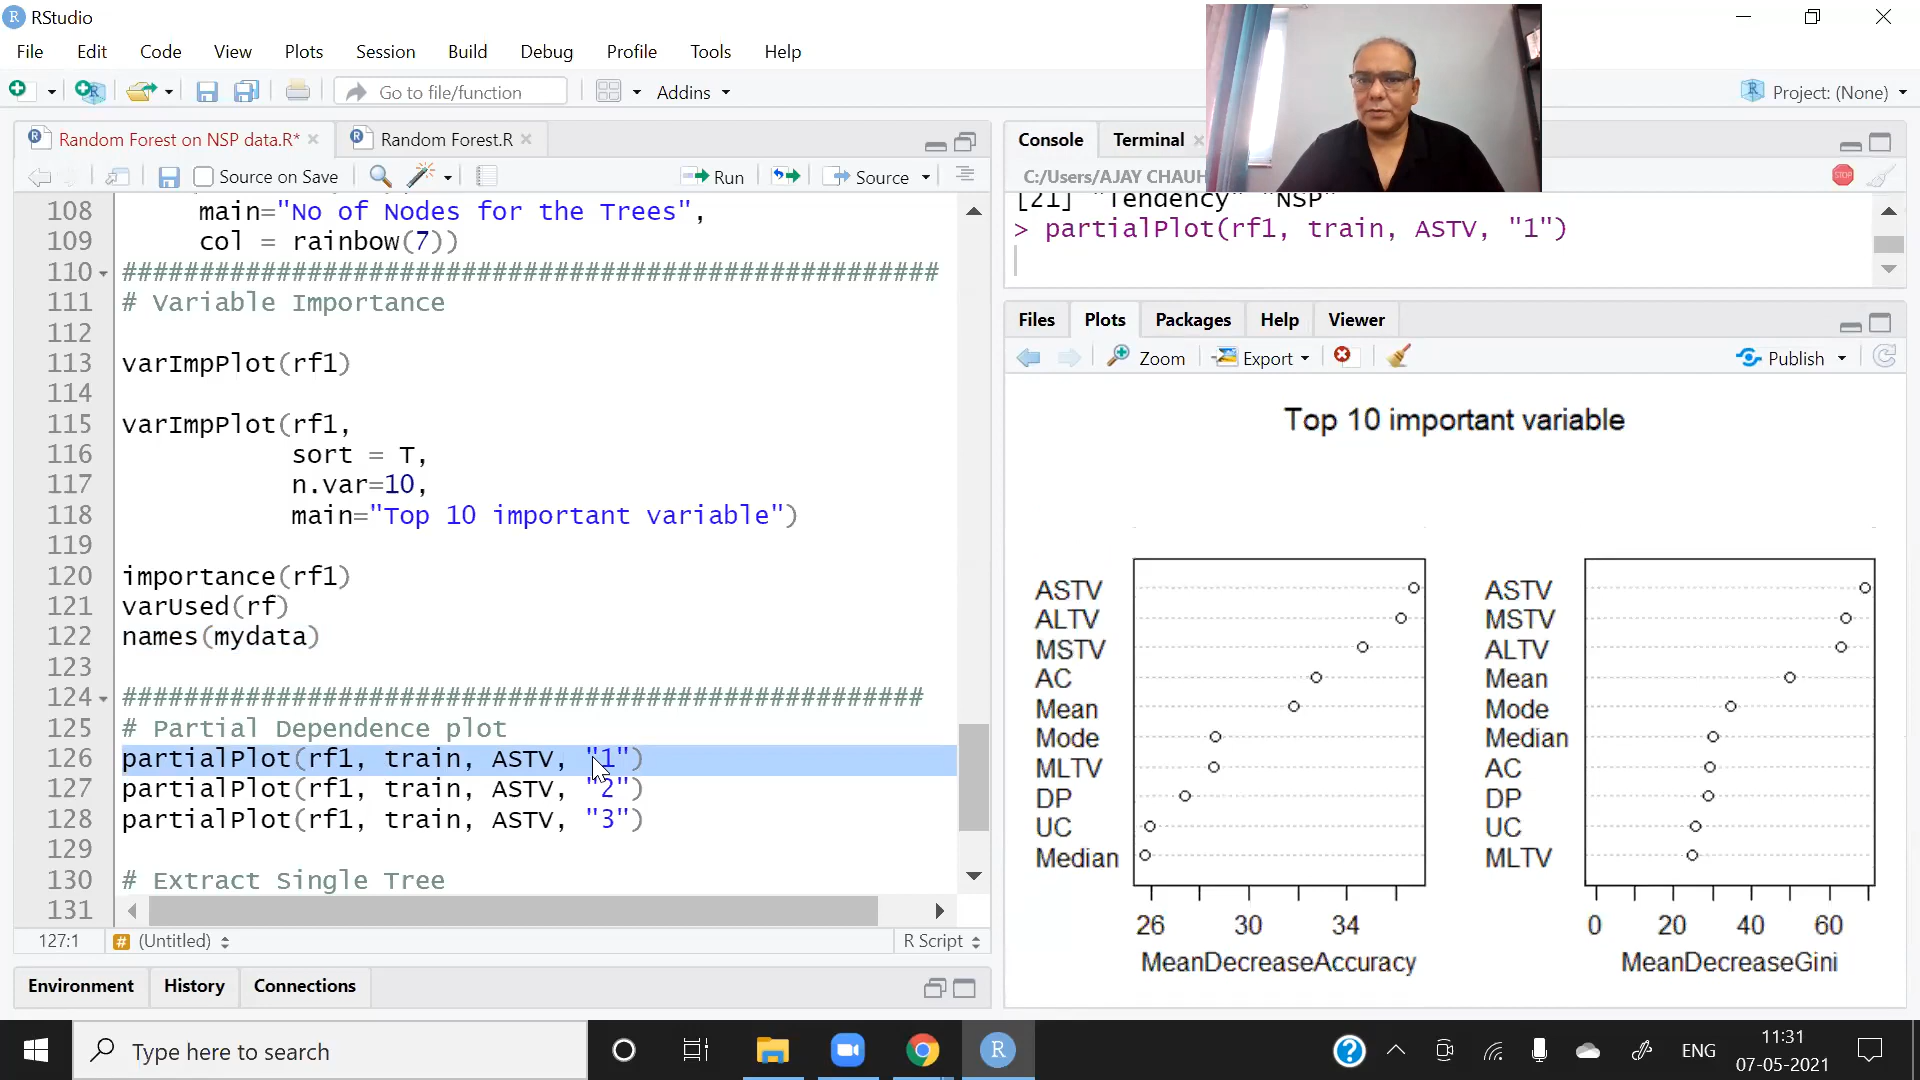 RStudio
File Edit Code View Plots Session Build Debug Profile Tools Help
Go to file/function Addins Project: (None)
Random Forest on NSP data.R* Random Forest.R
Source on Save Run Source
108 main="No of Nodes for the Trees",
109 col = rainbow(7))
110 #####################################################
111 # Variable Importance
112
113 varImpPlot(rf1)
114
115 varImpPlot(rf1,
116 sort = T,
117 n.var=10,
118 main="Top 10 important variable")
119
120 importance(rf1)
121 varUsed(rf)
122 names(mydata)
123
124 ####################################################
125 # Partial Dependence plot
126 partialPlot(rf1, train, ASTV, "1")
127 partialPlot(rf1, train, ASTV, "2")
128 partialPlot(rf1, train, ASTV, "3")
129
130 # Extract Single Tree
131
127:1 # (Untitled) R Script
Environment History Connections
Console Terminal
C:/Users/AJAY CHAUH
STOP
[21] "Tendency" "NSP"
> partialPlot(rf1, train, ASTV, "1")
Files Plots Packages Help Viewer
Zoom Export Publish
Top 10 important variable
ASTV
ALTV
MSTV
AC
Mean
Mode
MLTV
DP
UC
Median
26 30 34
MeanDecreaseAccuracy
ASTV
MSTV
ALTV
Mean
Mode
Median
AC
DP
UC
MLTV
0 20 40 60
MeanDecreaseGini
Type here to search
ENG
11:31
07-05-2021